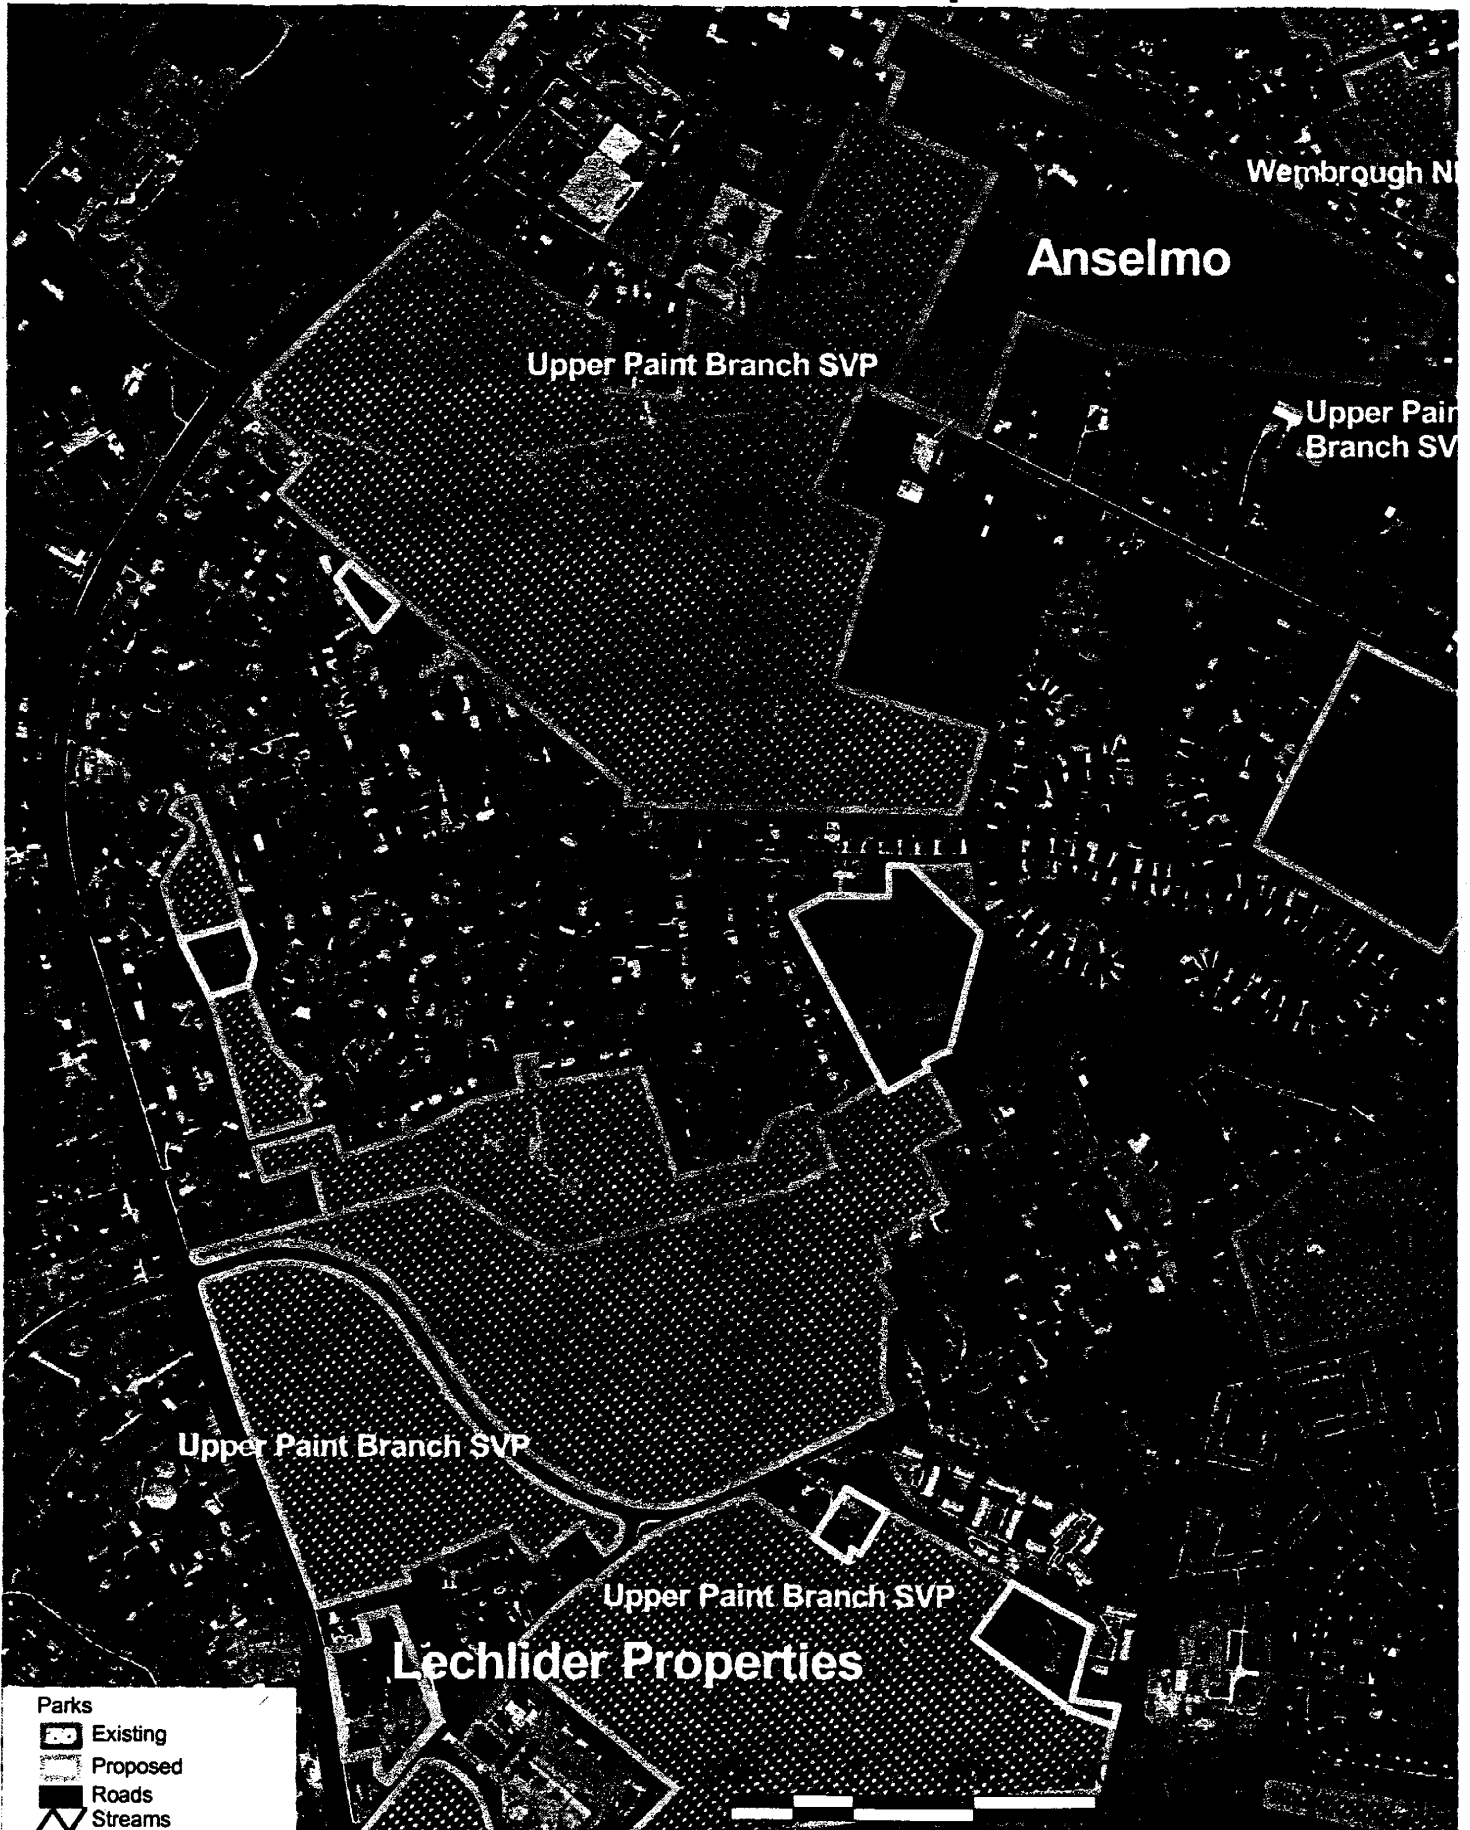 Wembrough
Anselmo
Upper Paint Branch SVP
Upper Pain
Branch SV
Upper Paint Branch SVP
Upper Paint Branch SVP
Lechlider Properties
Parks
Existing
Proposed
Roads
Streams